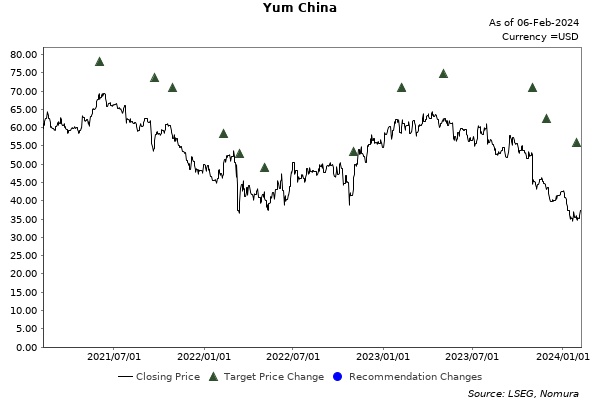 Yum China
As of 06-Feb-2024
Currency =USD
80.00
75.00
70.00
65.00
60.00
55.00
50.00
45.00
40.00
35.00
30.00
25.00
20.00
15.00
10.00
5.00
0.00
2021/07/01 2022/01/01 2022/07/01 2023/01/01 2023/07/01 2024/01/01
Closing Price Target Price Change Recommendation Changes
Source: LSEG, Nomura